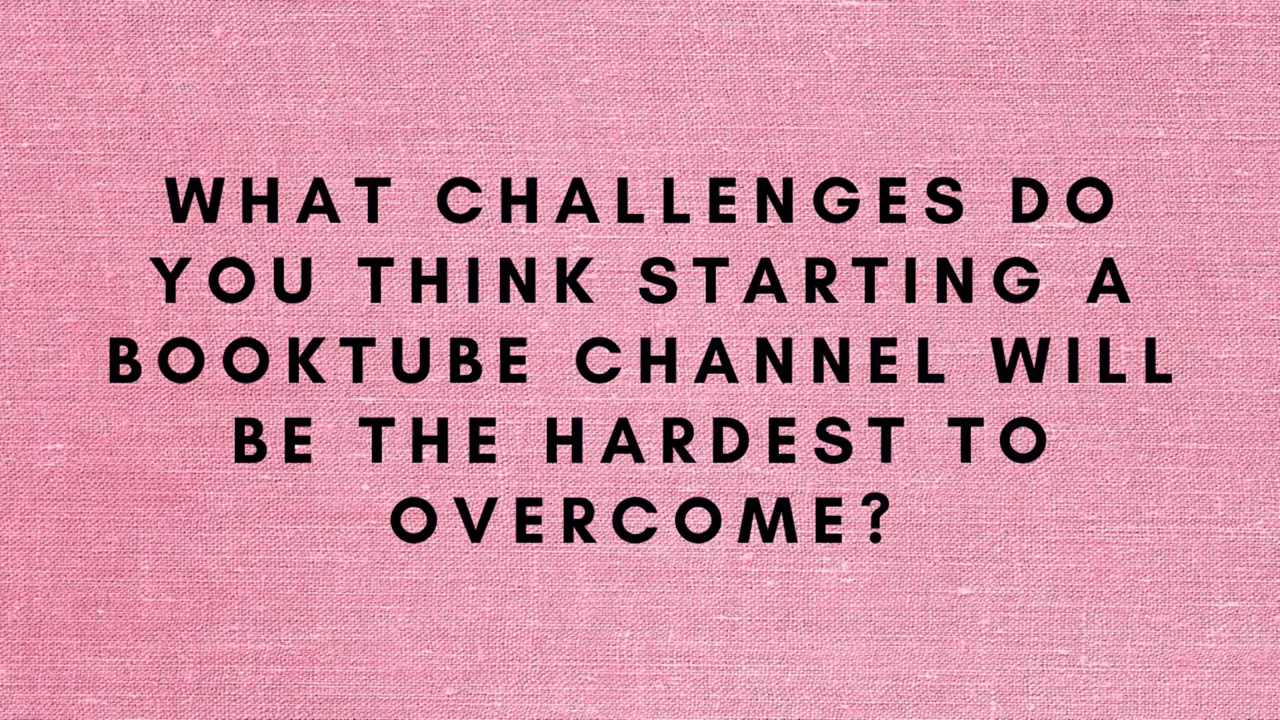 WHAT CHALLENGES DO
YOU THINK STARTING A
BOOKTUBE CHANNEL WILL
BE THE HARDEST TO
OVERCOME?